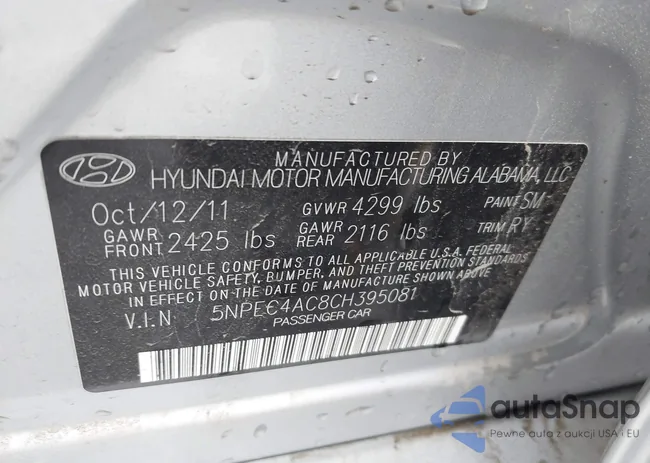 MANUFACTURED BY
HYUNDAI MOTOR MANUFACTURING ALABAMA, LLC
Oct/12/11 GVWR 4299 lbs PAINT SM
GAWR FRONT 2425 lbs GAWR REAR 2116 lbs TRIM RY
THIS VEHICLE CONFORMS TO ALL APPLICABLE U.S.A. FEDERAL
MOTOR VEHICLE SAFETY, BUMPER, AND THEFT PREVENTION STANDARDS
IN EFFECT ON THE DATE OF MANUFACTURE SHOWN ABOVE
V.I.N 5NPEC4AC8CH395081
PASSENGER CAR
autoSnap
Pewne auta z aukcji USA i EU